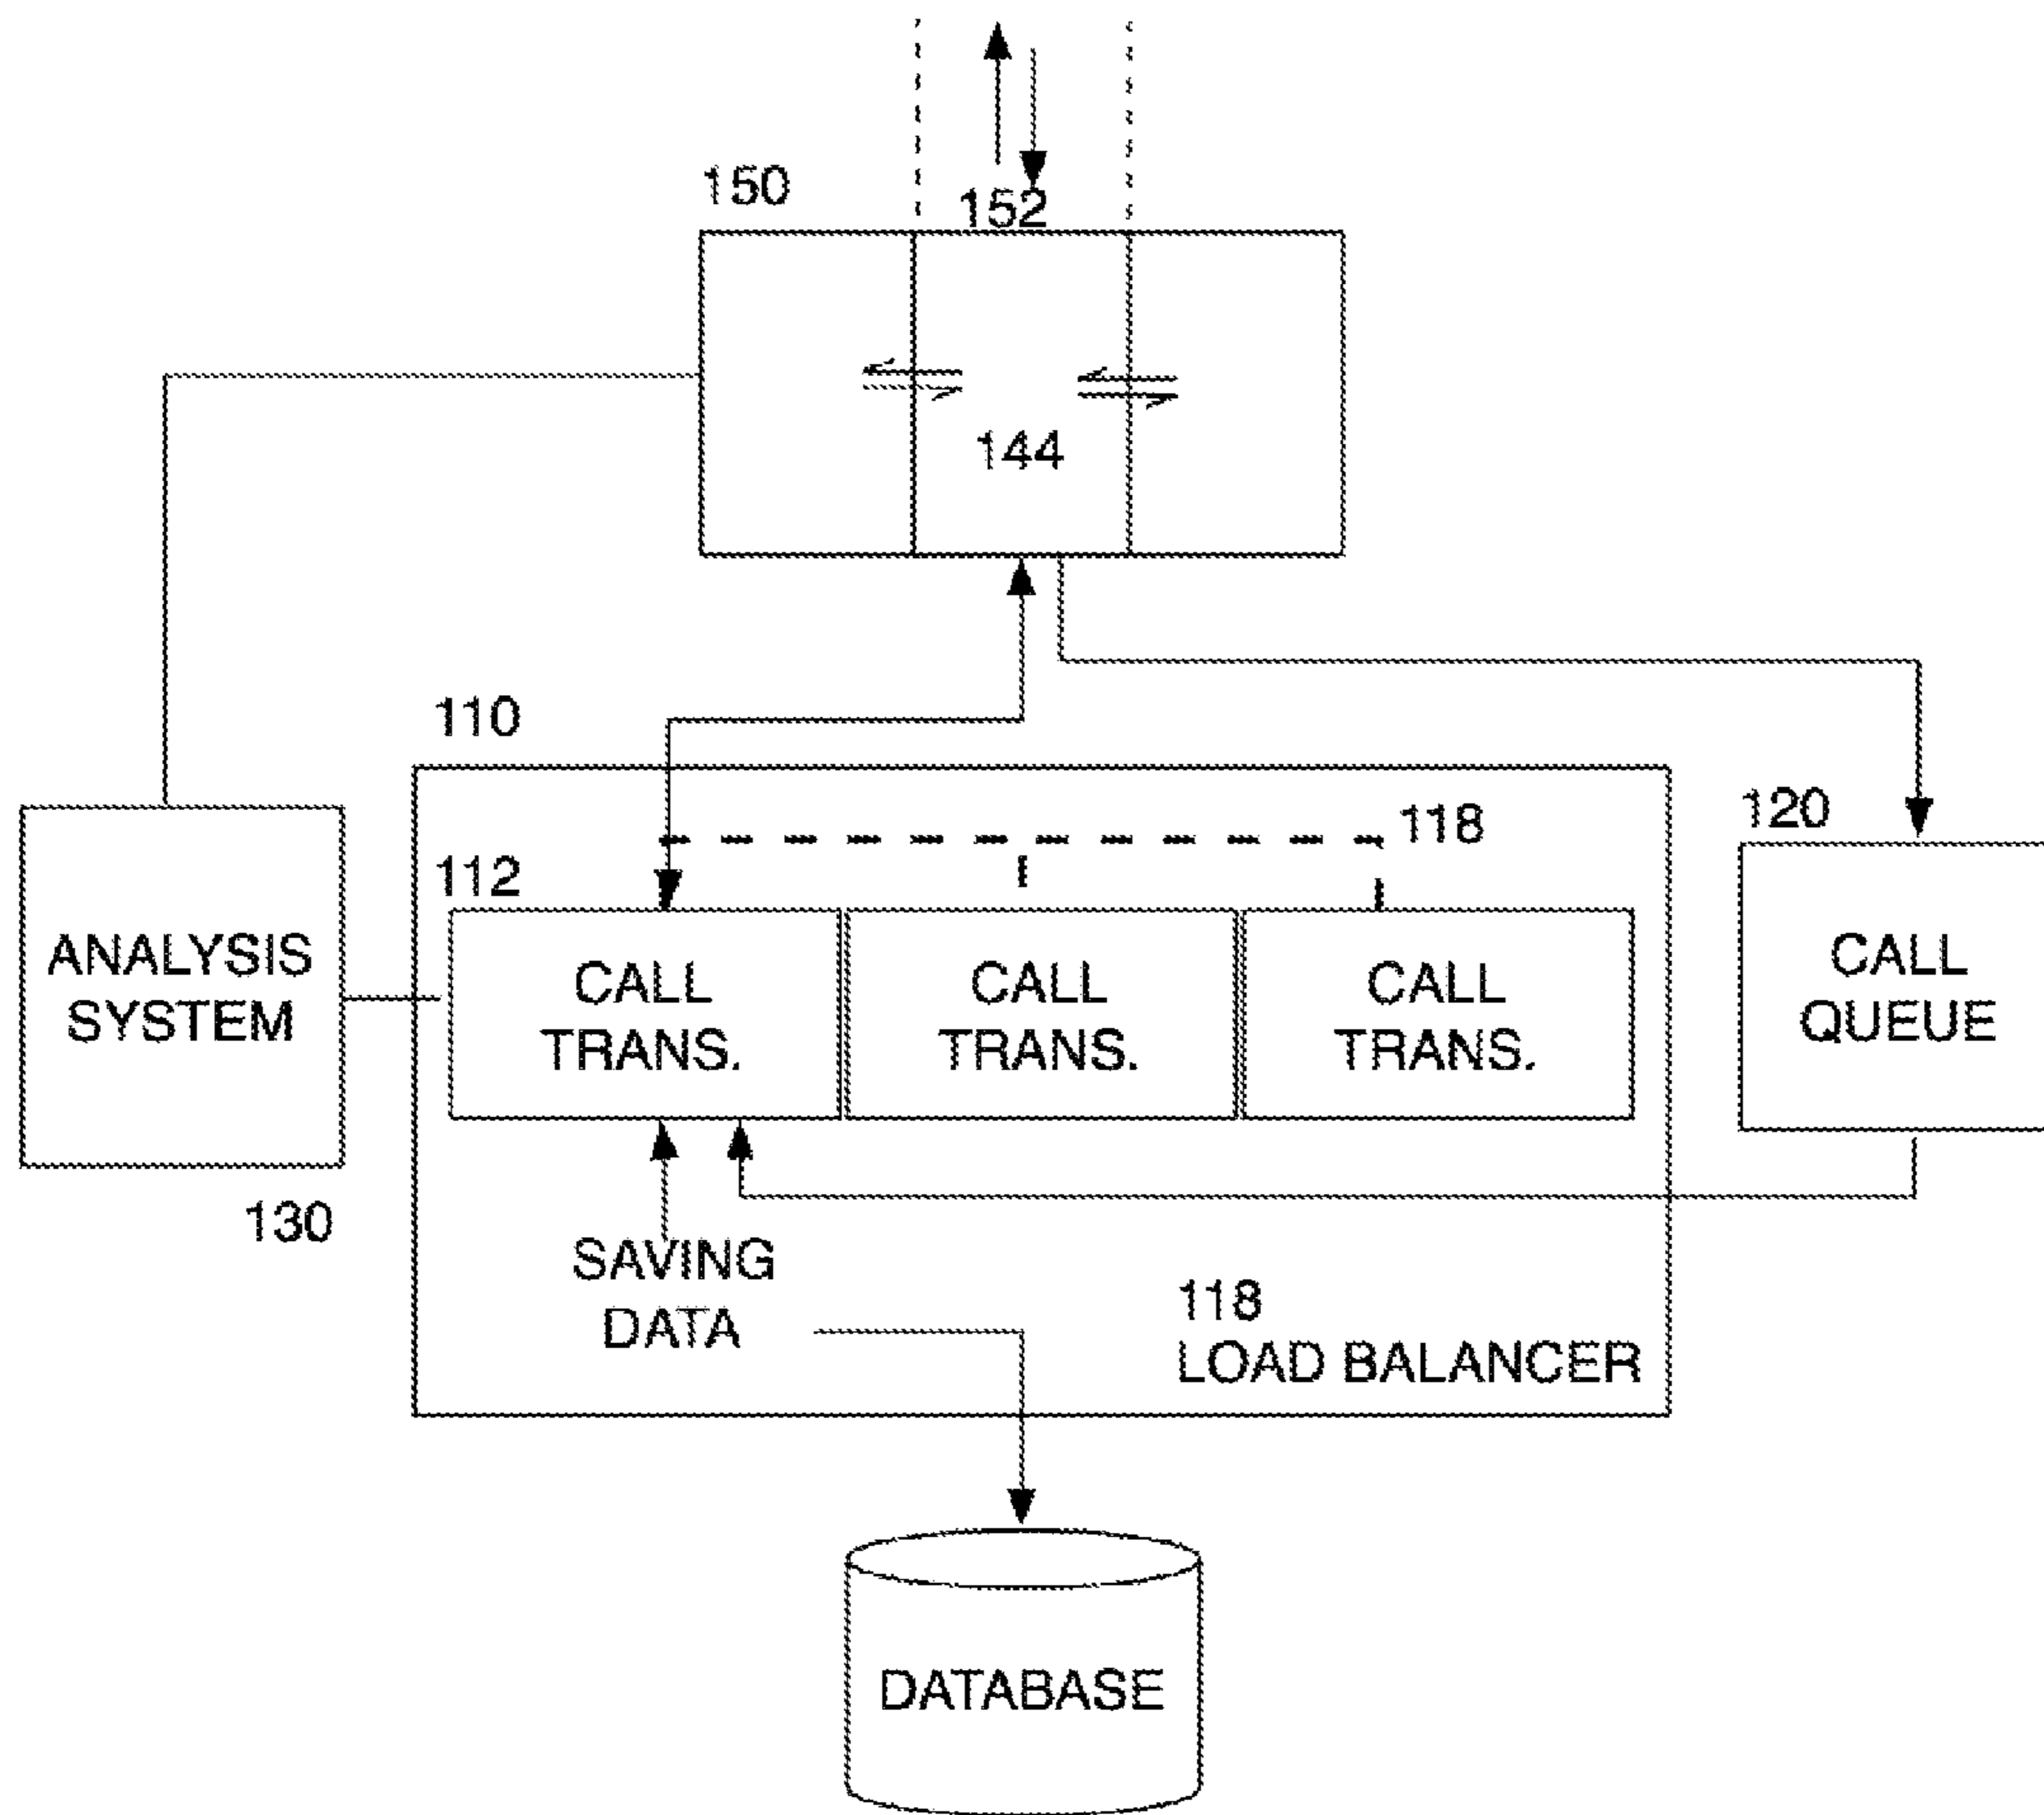 150
152
144
110
118
120
112
ANALYSIS
SYSTEM
CALL
TRANS.
CALL
TRANS.
CALL
TRANS.
CALL
QUEUE
130
SAVING
DATA
118
LOAD BALANCER
DATABASE